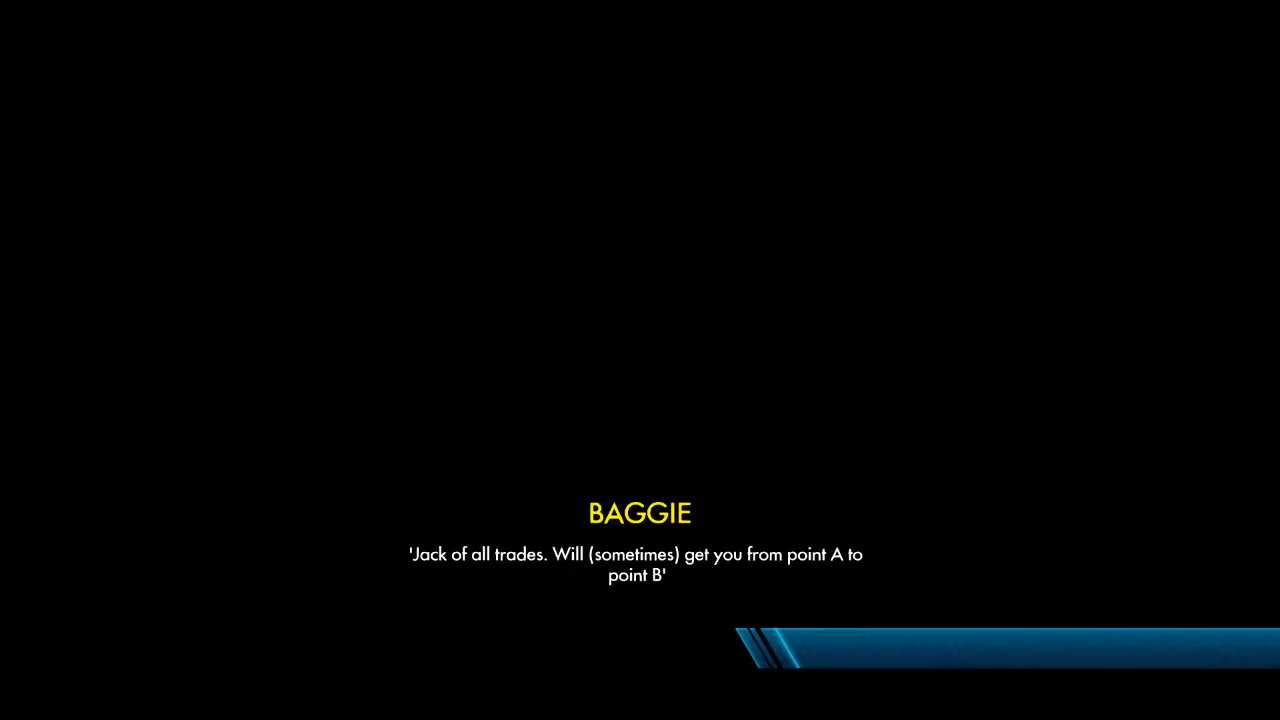 BAGGIE
'Jack of all trades. Will (sometimes) get you from point A to
point B'